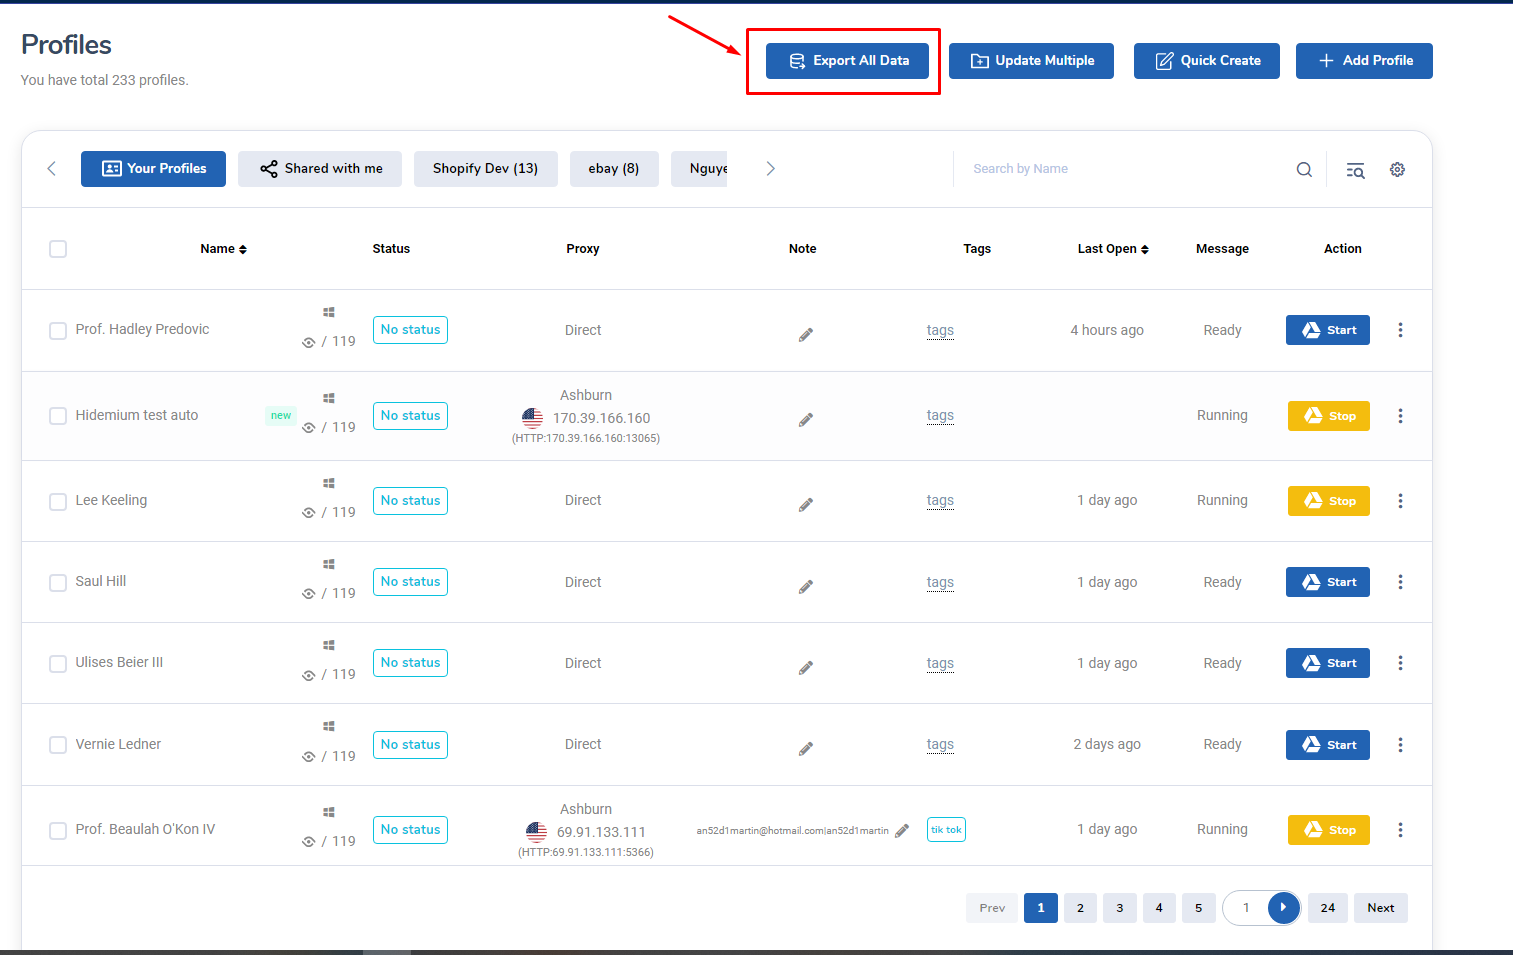 Profiles
You have total 233 profiles.
Export All Data
Update Multiple
Quick Create
Add Profile
Your Profiles
Shared with me
Shopify Dev (13)
ebay (8)
Nguye
Search by Name
Name Status Proxy Note Tags Last Open Message Action
Prof. Hadley Predovic / 119 No status Direct tags 4 hours ago Ready Start
Hidemium test auto new / 119 No status
Ashburn
170.39.166.160
(HTTP:170.39.166.160:13065)
tags Running Stop
Lee Keeling / 119 No status Direct tags 1 day ago Running Stop
Saul Hill / 119 No status Direct tags 1 day ago Ready Start
Ulises Beier III / 119 No status Direct tags 1 day ago Ready Start
Vernie Ledner / 119 No status Direct tags 2 days ago Ready Start
Prof. Beaulah O'Kon IV / 119 No status
Ashburn
69.91.133.111
(HTTP:69.91.133.111:5366)
an52d1martin@hotmail.com|an52d1martin tik tok 1 day ago Running Stop
Prev 1 2 3 4 5 1 24 Next